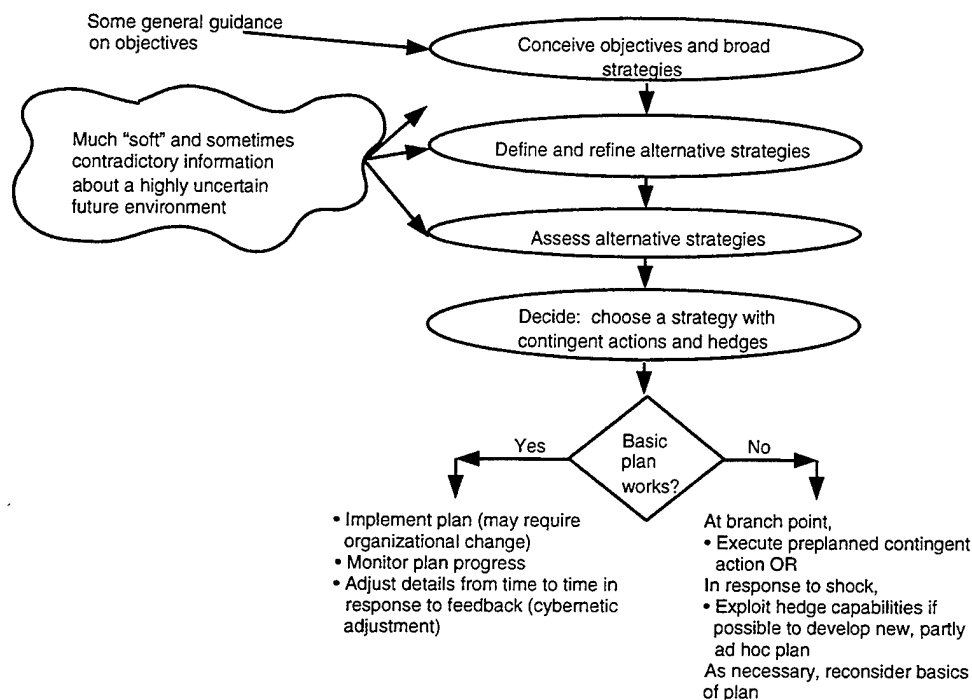 Some general guidance
on objectives
Conceive objectives and broad
strategies
Much “soft” and sometimes
contradictory information
about a highly uncertain
future environment
Define and refine alternative strategies
Assess alternative strategies
Decide: choose a strategy with
contingent actions and hedges
Yes
Basic
plan
works?
No
• Implement plan (may require
organizational change)
• Monitor plan progress
• Adjust details from time to time in
response to feedback (cybernetic
adjustment)
At branch point,
• Execute preplanned contingent
action OR
In response to shock,
• Exploit hedge capabilities if
possible to develop new, partly
ad hoc plan
As necessary, reconsider basics
of plan